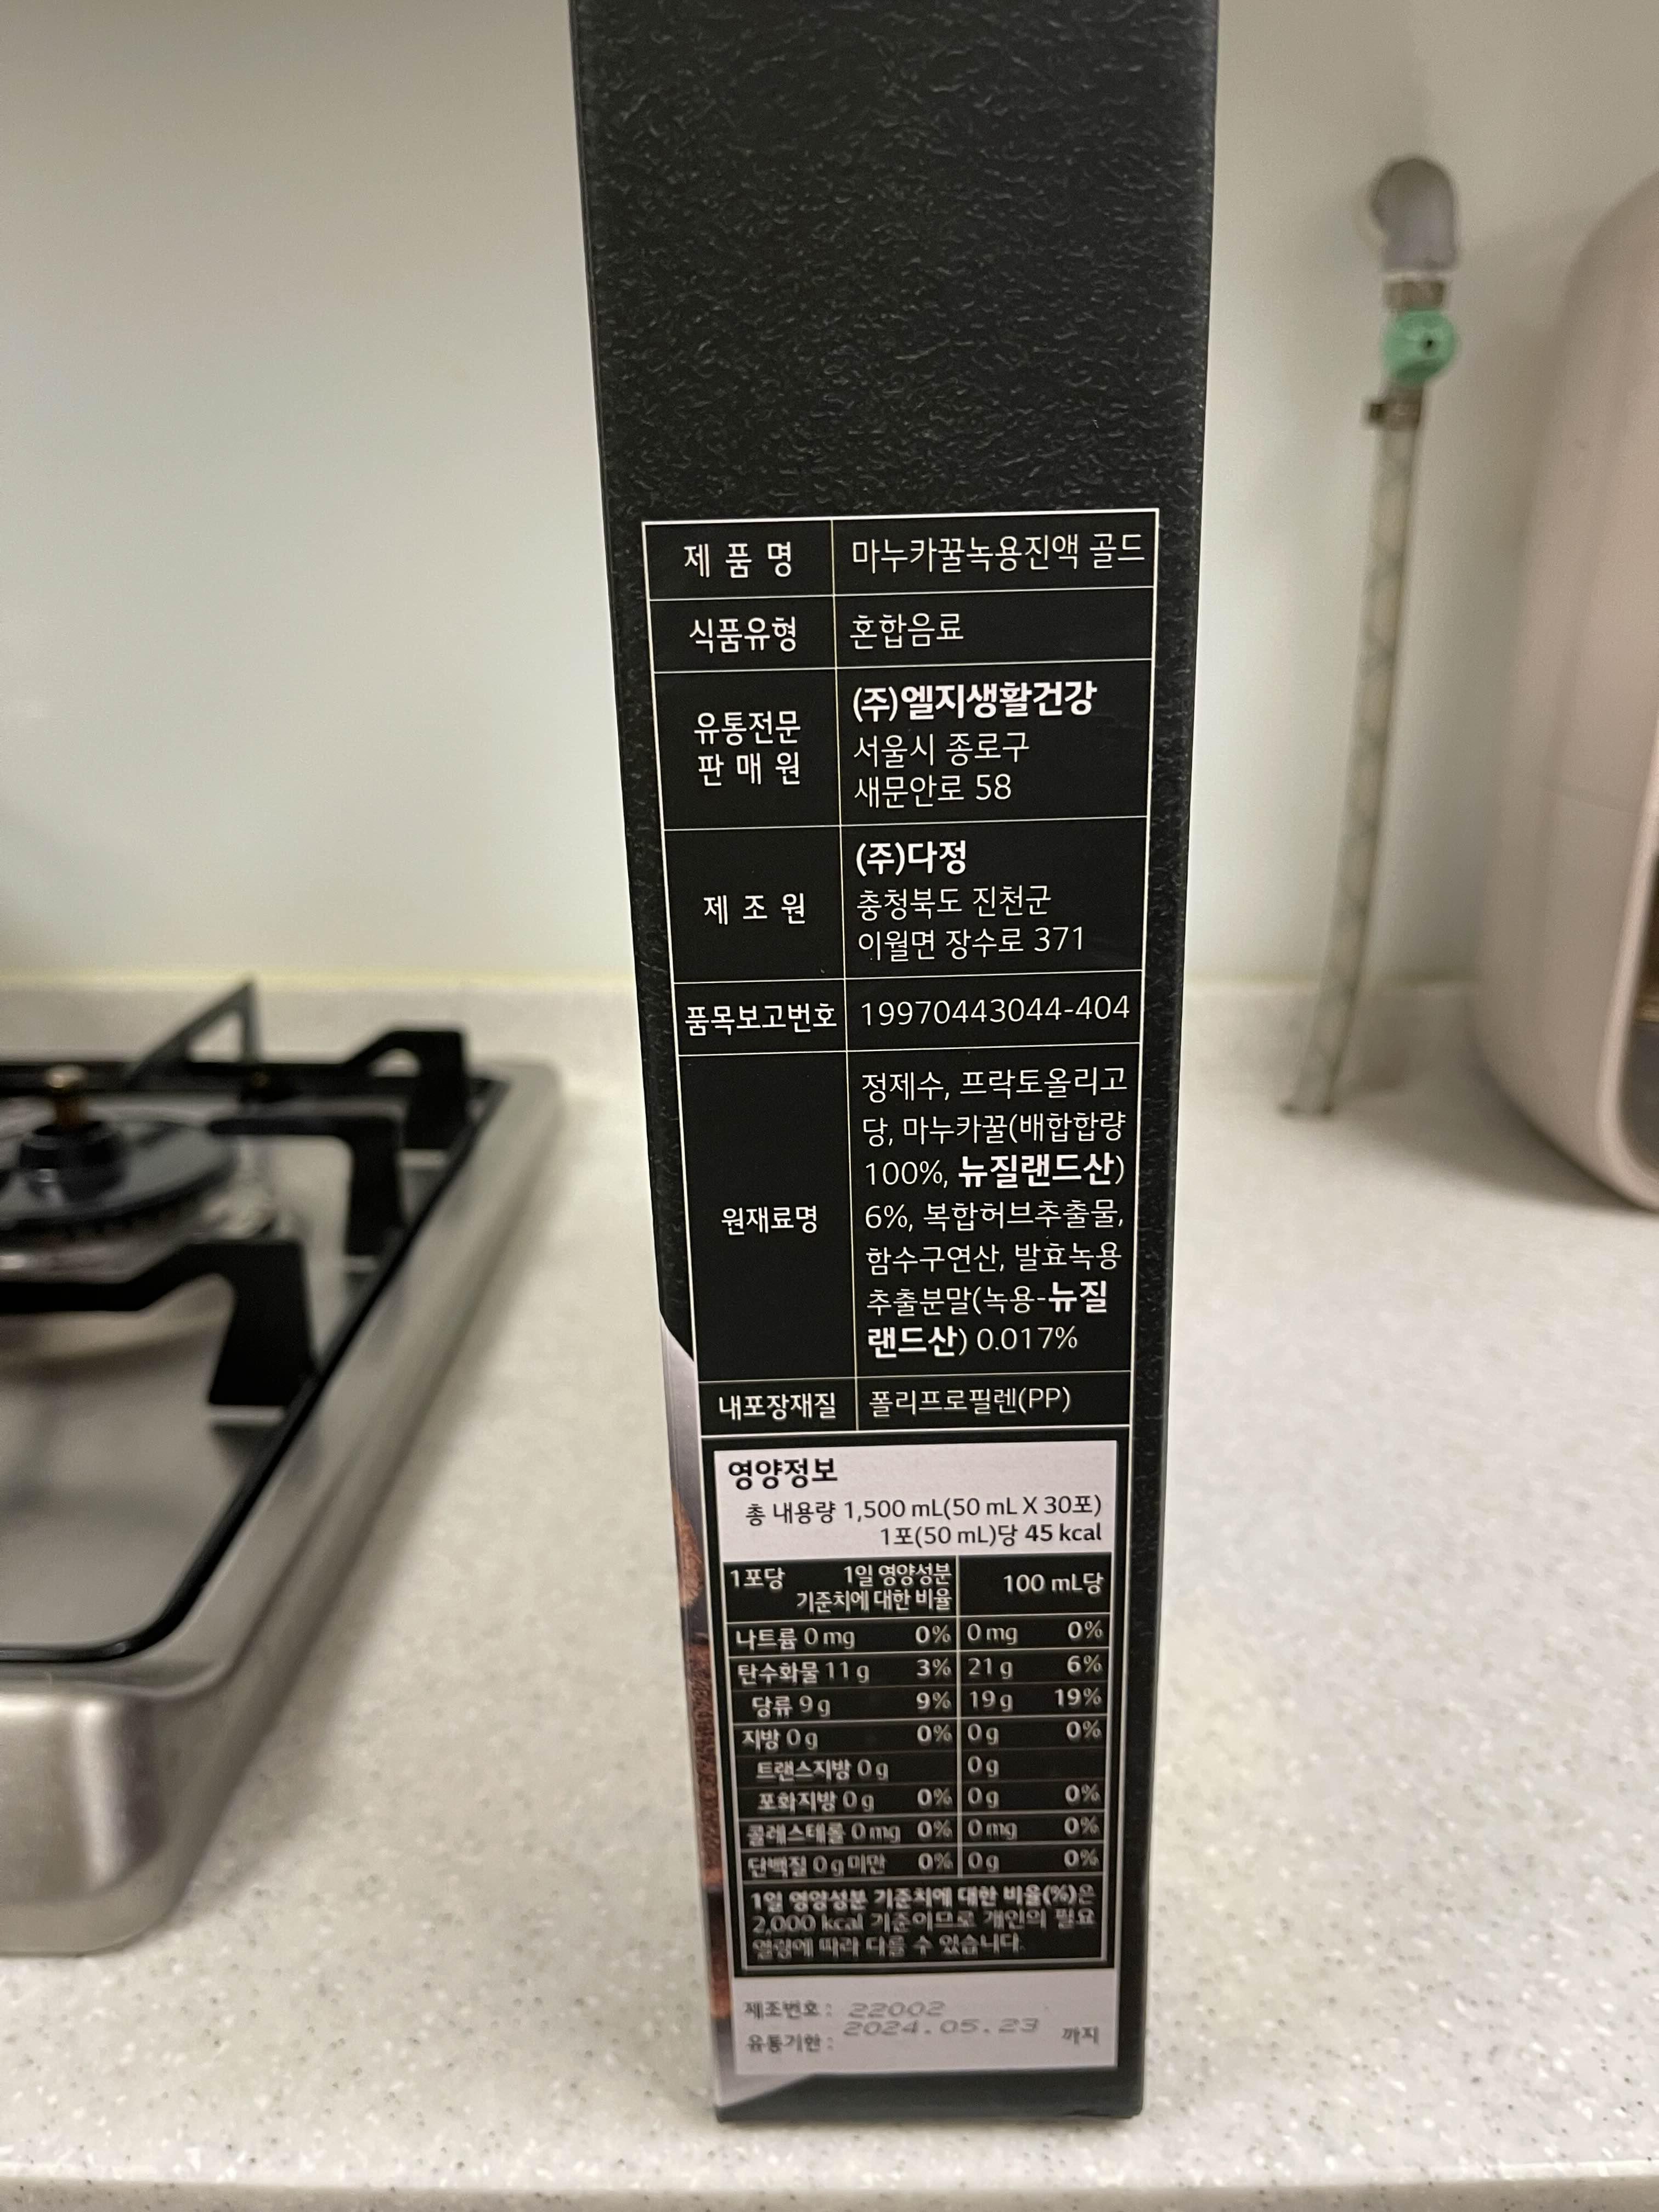 제 품 명 마누카꿀녹용진액 골드
식품유형 혼합음료
유통전문
판 매 원
(주)엘지생활건강
서울시 종로구
새문안로 58
제 조 원
(주)다정
충청북도 진천군
이월면 장수로 371
품목보고번호 19970443044-404
원재료명
정제수, 프락토올리고
당, 마누카꿀(배합합량
100%, 뉴질랜드산)
6%, 복합허브추출물,
함수구연산, 발효녹용
추출분말(녹용-뉴질
랜드산) 0.017%
내포장재질 폴리프로필렌(PP)
영양정보
총 내용량 1,500 mL(50 mL X 30포)
1포(50 mL)당 45 kcal
1포당 1일 영양성분
기준치에 대한 비율
100 mL당
나트륨 0 mg 0% 0 mg 0%
탄수화물 11 g 3% 21 g 6%
당류 9 g 9% 19 g 19%
지방 0 g 0% 0 g 0%
트랜스지방 0 g 0 g
포화지방 0 g 0% 0 g 0%
콜레스테롤 0 mg 0% 0 mg 0%
단백질 0 g 미만 0% 0 g 0%
1일 영양성분 기준치에 대한 비율(%)은
2,000 kcal 기준이므로 개인의 필요
열량에 따라 다를 수 있습니다.
제조번호 : 22002
유통기한 : 2024.05.23 까지